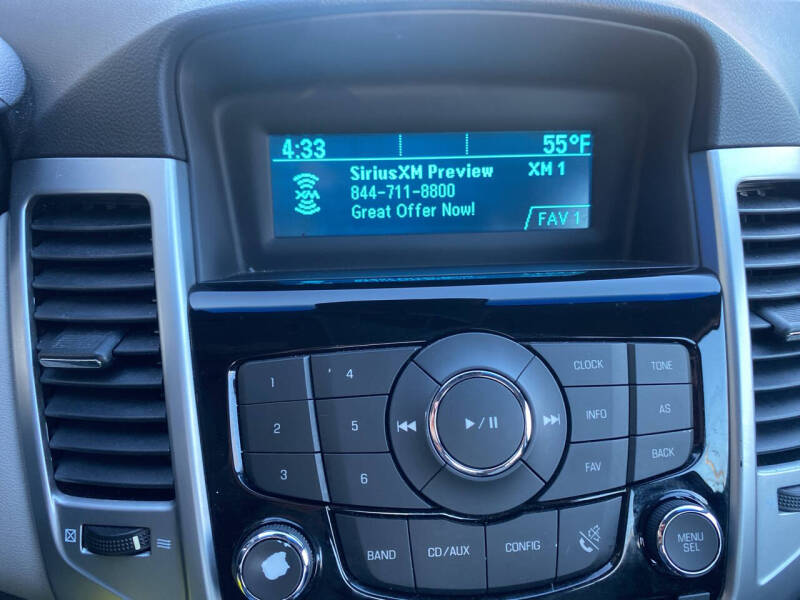 4:33 55°F
SiriusXM Preview XM 1
XM 844-711-8800
Great Offer Now! FAV 1
1 4 CLOCK TONE
2 5 INFO AS
3 6 FAV BACK
BAND CD/AUX CONFIG
MENU
SEL